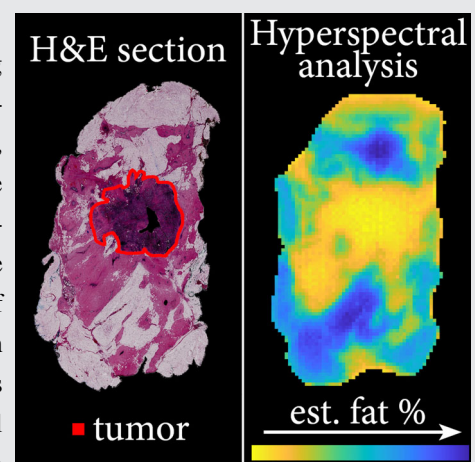 H&E section
tumor
Hyperspectral
analysis
est. fat %